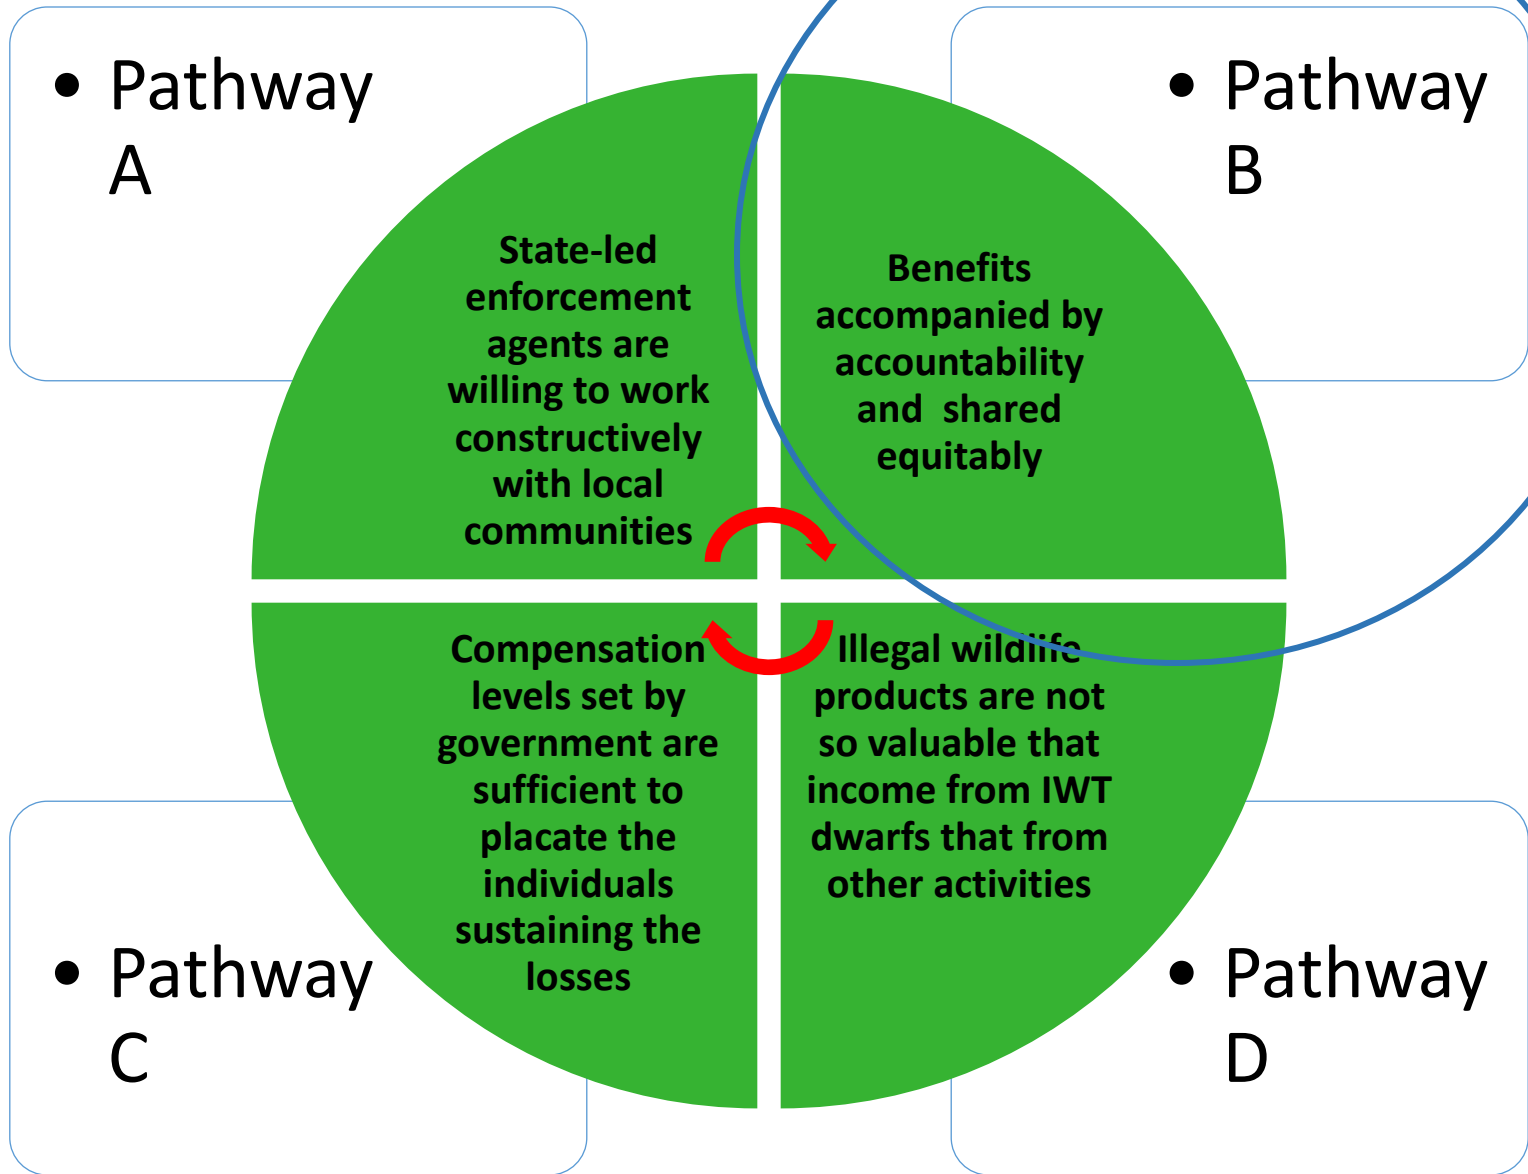 • Pathway
A
State-led
enforcement
agents are
willing to work
constructively
with local
communities
• Pathway
B
Benefits
accompanied by
accountability
and  shared
equitably
• Pathway
C
Compensation
levels set by
government are
sufficient to
placate the
individuals
sustaining the
losses
Illegal wildlife
products are not
so valuable that
income from IWT
dwarfs that from
other activities
• Pathway
D